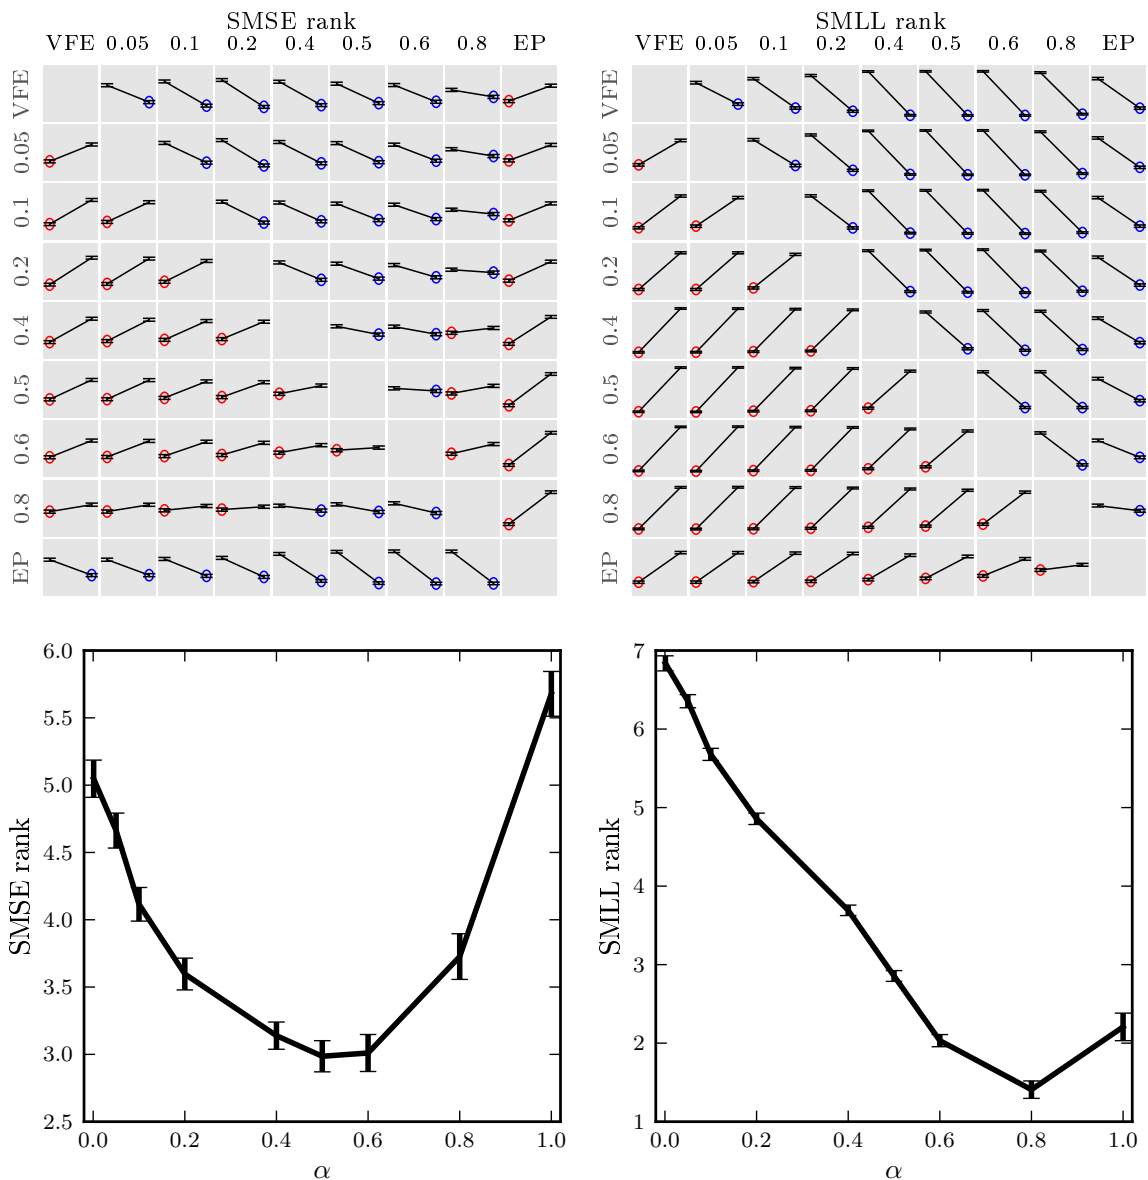 SMSE rank
VFE 0.05 0.1 0.2 0.4 0.5 0.6 0.8 EP
VFE
0.05
0.1
0.2
0.4
0.5
0.6
0.8
EP
SMLL rank
VFE 0.05 0.1 0.2 0.4 0.5 0.6 0.8 EP
VFE
0.05
0.1
0.2
0.4
0.5
0.6
0.8
EP
SMSE rank
6.0
5.5
5.0
4.5
4.0
3.5
3.0
2.5
0.0 0.2 0.4 0.6 0.8 1.0
α
SMLL rank
7
6
5
4
3
2
1
0.0 0.2 0.4 0.6 0.8 1.0
α